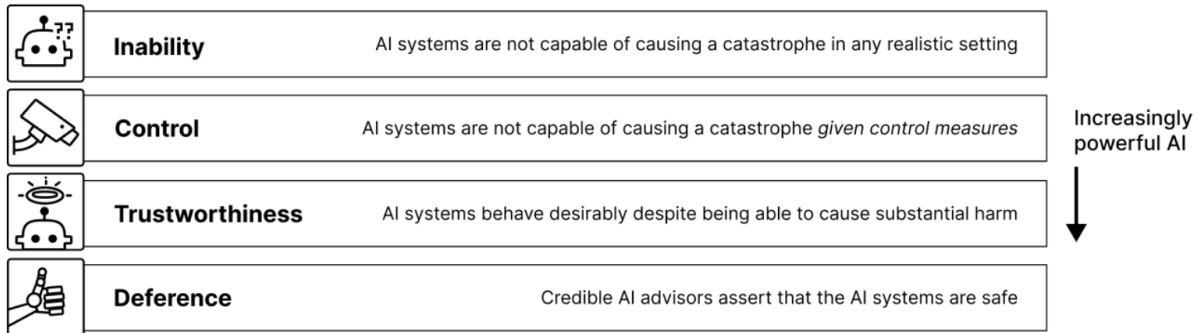 ??
Inability
AI systems are not capable of causing a catastrophe in any realistic setting
Control
AI systems are not capable of causing a catastrophe given control measures
Trustworthiness
AI systems behave desirably despite being able to cause substantial harm
Deference
Credible AI advisors assert that the AI systems are safe
Increasingly
powerful AI